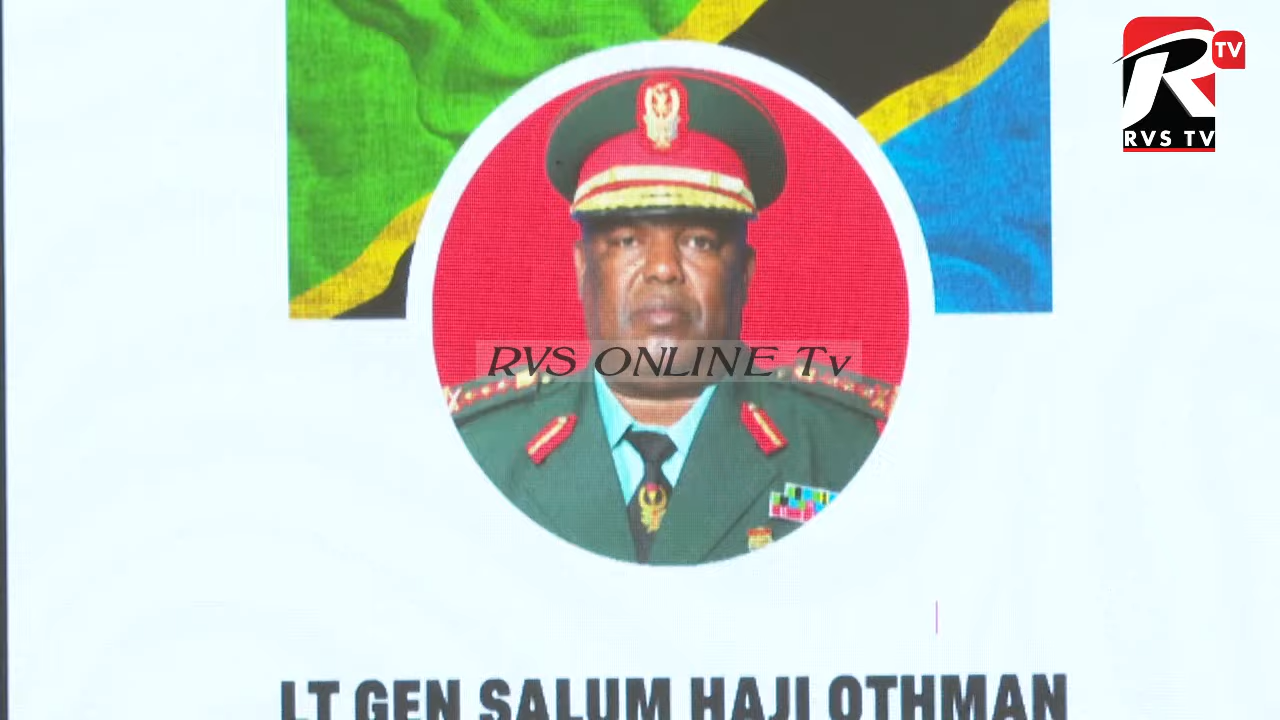 TV
R
RVS TV
RVS ONLINE Tv
LT GEN SALUM HAJI OTHMAN